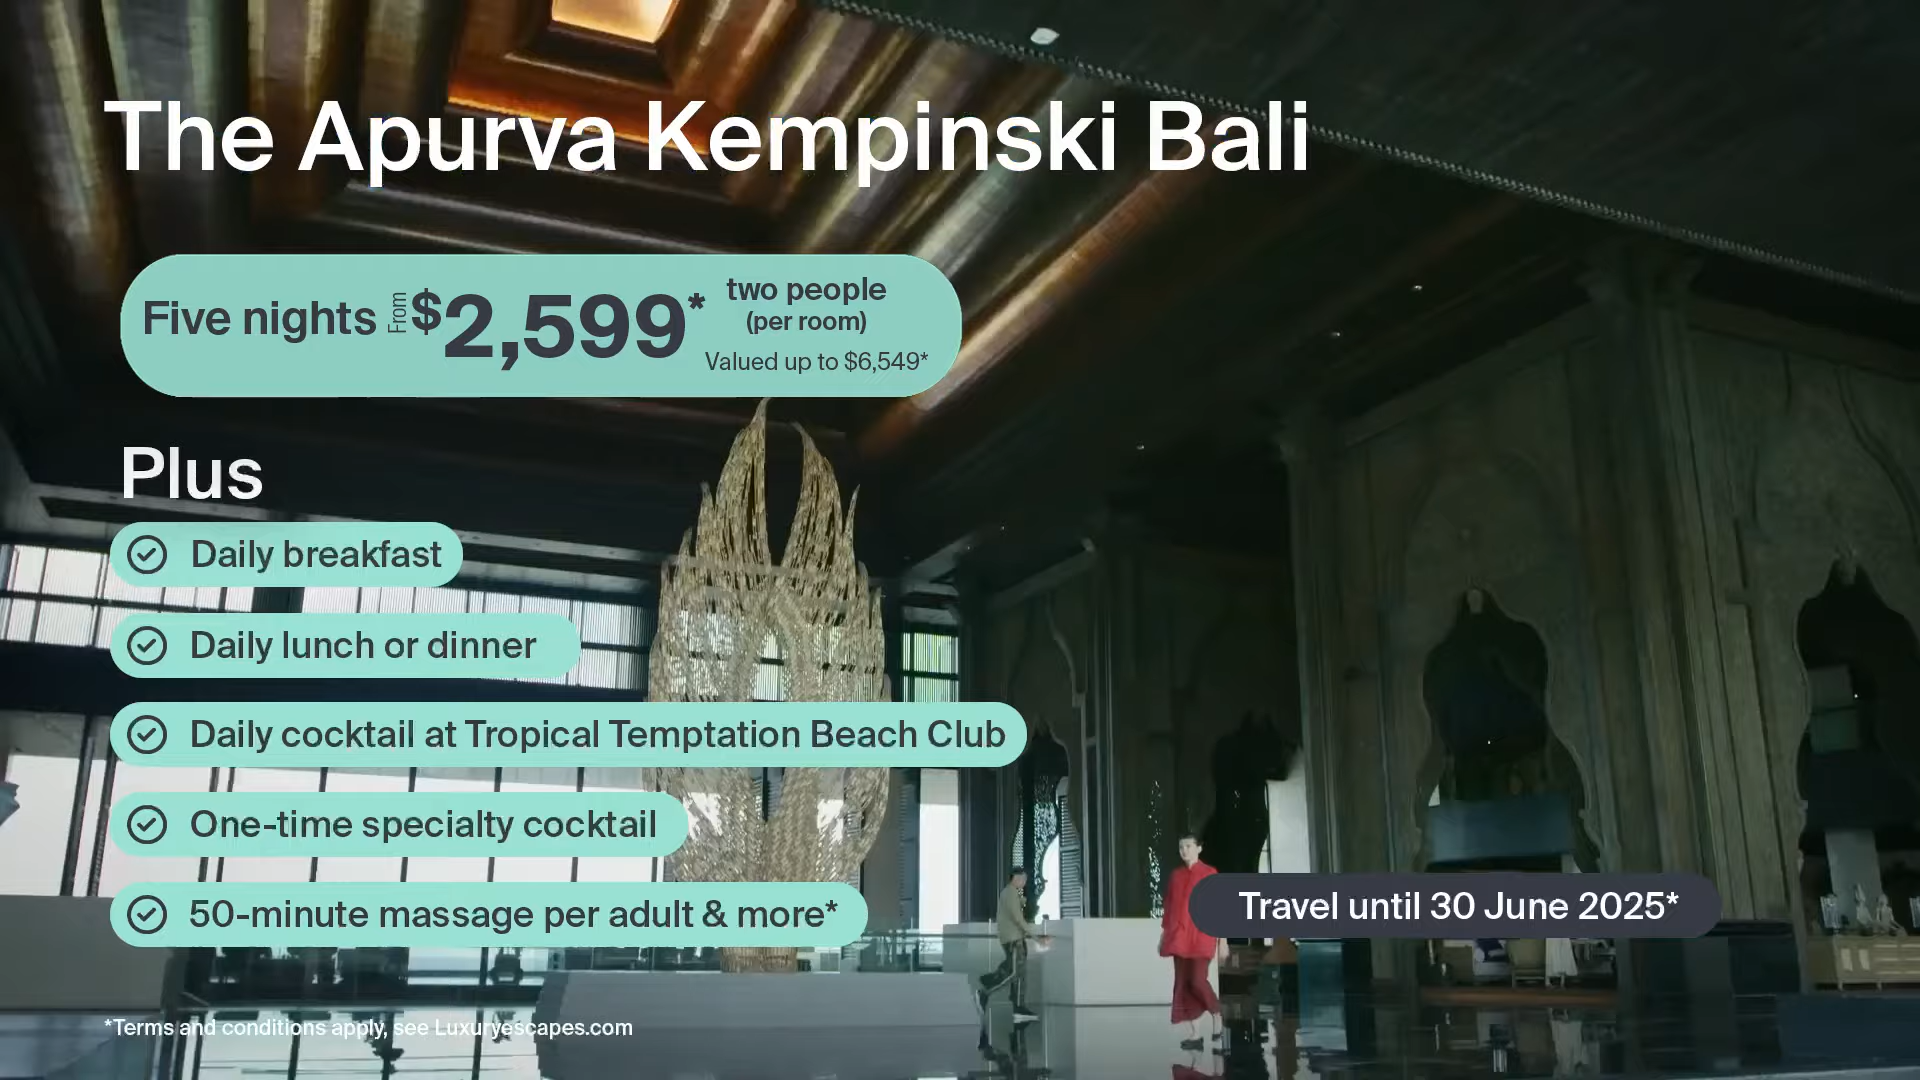 The Apurva Kempinski Bali
Five nights From $2,599* two people
(per room)
Valued up to $6,549*
Plus
Daily breakfast
Daily lunch or dinner
Daily cocktail at Tropical Temptation Beach Club
One-time specialty cocktail
50-minute massage per adult & more*
Travel until 30 June 2025*
*Terms and conditions apply, see Luxuryescapes.com